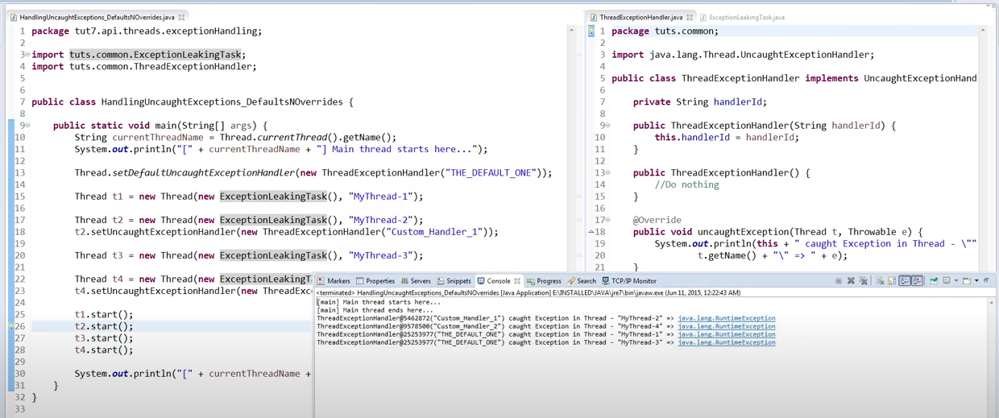 HandlingUncaughtExceptions_DefaultsNOverrides.java
1 package tut7.api.threads.exceptionHandling;
2
3 import tuts.common.ExceptionLeakingTask;
4 import tuts.common.ThreadExceptionHandler;
5
6
7 public class HandlingUncaughtExceptions_DefaultsNOverrides {
8
9 public static void main(String[] args) {
10 String currentThreadName = Thread.currentThread().getName();
11 System.out.println("[" + currentThreadName + "] Main thread starts here...");
12
13 Thread.setDefaultUncaughtExceptionHandler(new ThreadExceptionHandler("THE_DEFAULT_ONE"));
14
15 Thread t1 = new Thread(new ExceptionLeakingTask(), "MyThread-1");
16
17 Thread t2 = new Thread(new ExceptionLeakingTask(), "MyThread-2");
18 t2.setUncaughtExceptionHandler(new ThreadExceptionHandler("Custom_Handler_1"));
19
20 Thread t3 = new Thread(new ExceptionLeakingTask(), "MyThread-3");
21
22 Thread t4 = new Thread(new ExceptionLeakingT
23 t4.setUncaughtExceptionHandler(new ThreadExc
24
25 t1.start();
26 t2.start();
27 t3.start();
28 t4.start();
29
30 System.out.println("[" + currentThreadName +
31 }
32 }
33
ThreadExceptionHandler.java
ExceptionLeakingTask.java
1 package tuts.common;
2
3 import java.lang.Thread.UncaughtExceptionHandler;
4
5 public class ThreadExceptionHandler implements UncaughtExceptionHand
6
7 private String handlerId;
8
9 public ThreadExceptionHandler(String handlerId) {
10 this.handlerId = handlerId;
11 }
12
13 public ThreadExceptionHandler() {
14 //Do nothing
15 }
16
17 @Override
18 public void uncaughtException(Thread t, Throwable e) {
19 System.out.println(this + " caught Exception in Thread - \""
20 t.getName() + "\" => " + e);
21 }
Markers Properties Servers Snippets Console Progress Search TCP/IP Monitor
<terminated> HandlingUncaughtExceptions_DefaultsNOverrides [Java Application] E:\INSTALLED\JAVA\jre7\bin\javaw.exe (Jun 11, 2015, 12:22:43 AM)
[main] Main thread starts here...
[main] Main thread ends here...
ThreadExceptionHandler@5462872("Custom_Handler_1") caught Exception in Thread - "MyThread-2" => java.lang.RuntimeException
ThreadExceptionHandler@9578500("Custom_Handler_2") caught Exception in Thread - "MyThread-4" => java.lang.RuntimeException
ThreadExceptionHandler@25253977("THE_DEFAULT_ONE") caught Exception in Thread - "MyThread-1" => java.lang.RuntimeException
ThreadExceptionHandler@25253977("THE_DEFAULT_ONE") caught Exception in Thread - "MyThread-3" => java.lang.RuntimeException